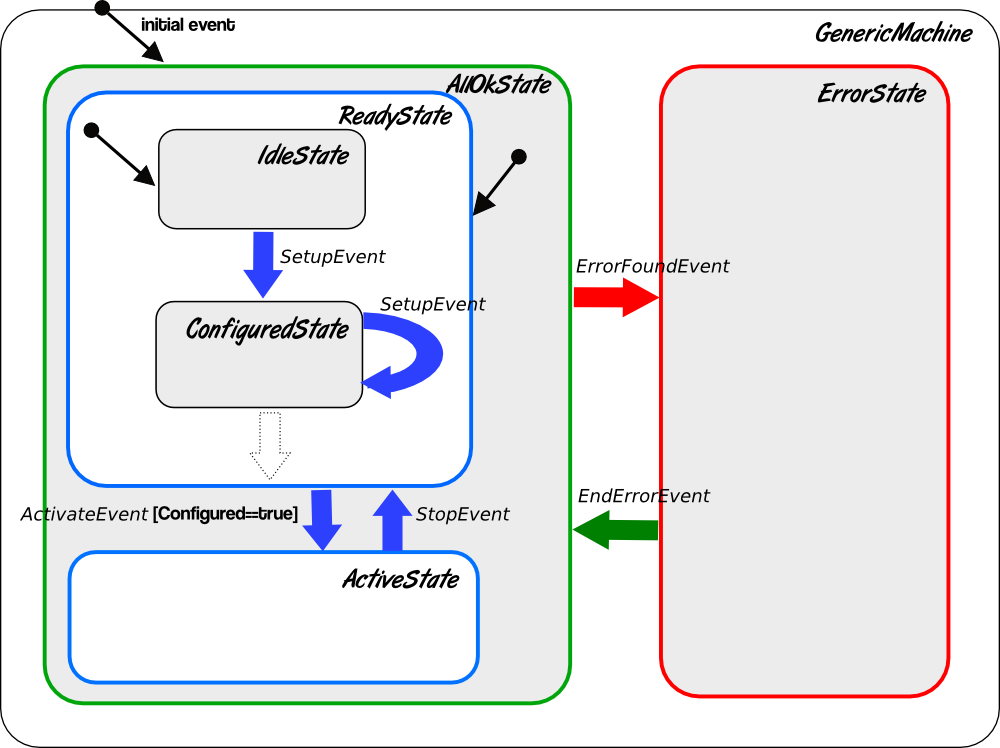 initial event
GenericMachine
AllOkState
ErrorState
ReadyState
IdleState
SetupEvent
ErrorFoundEvent
SetupEvent
ConfiguredState
EndErrorEvent
ActivateEvent [Configured==true]
StopEvent
ActiveState